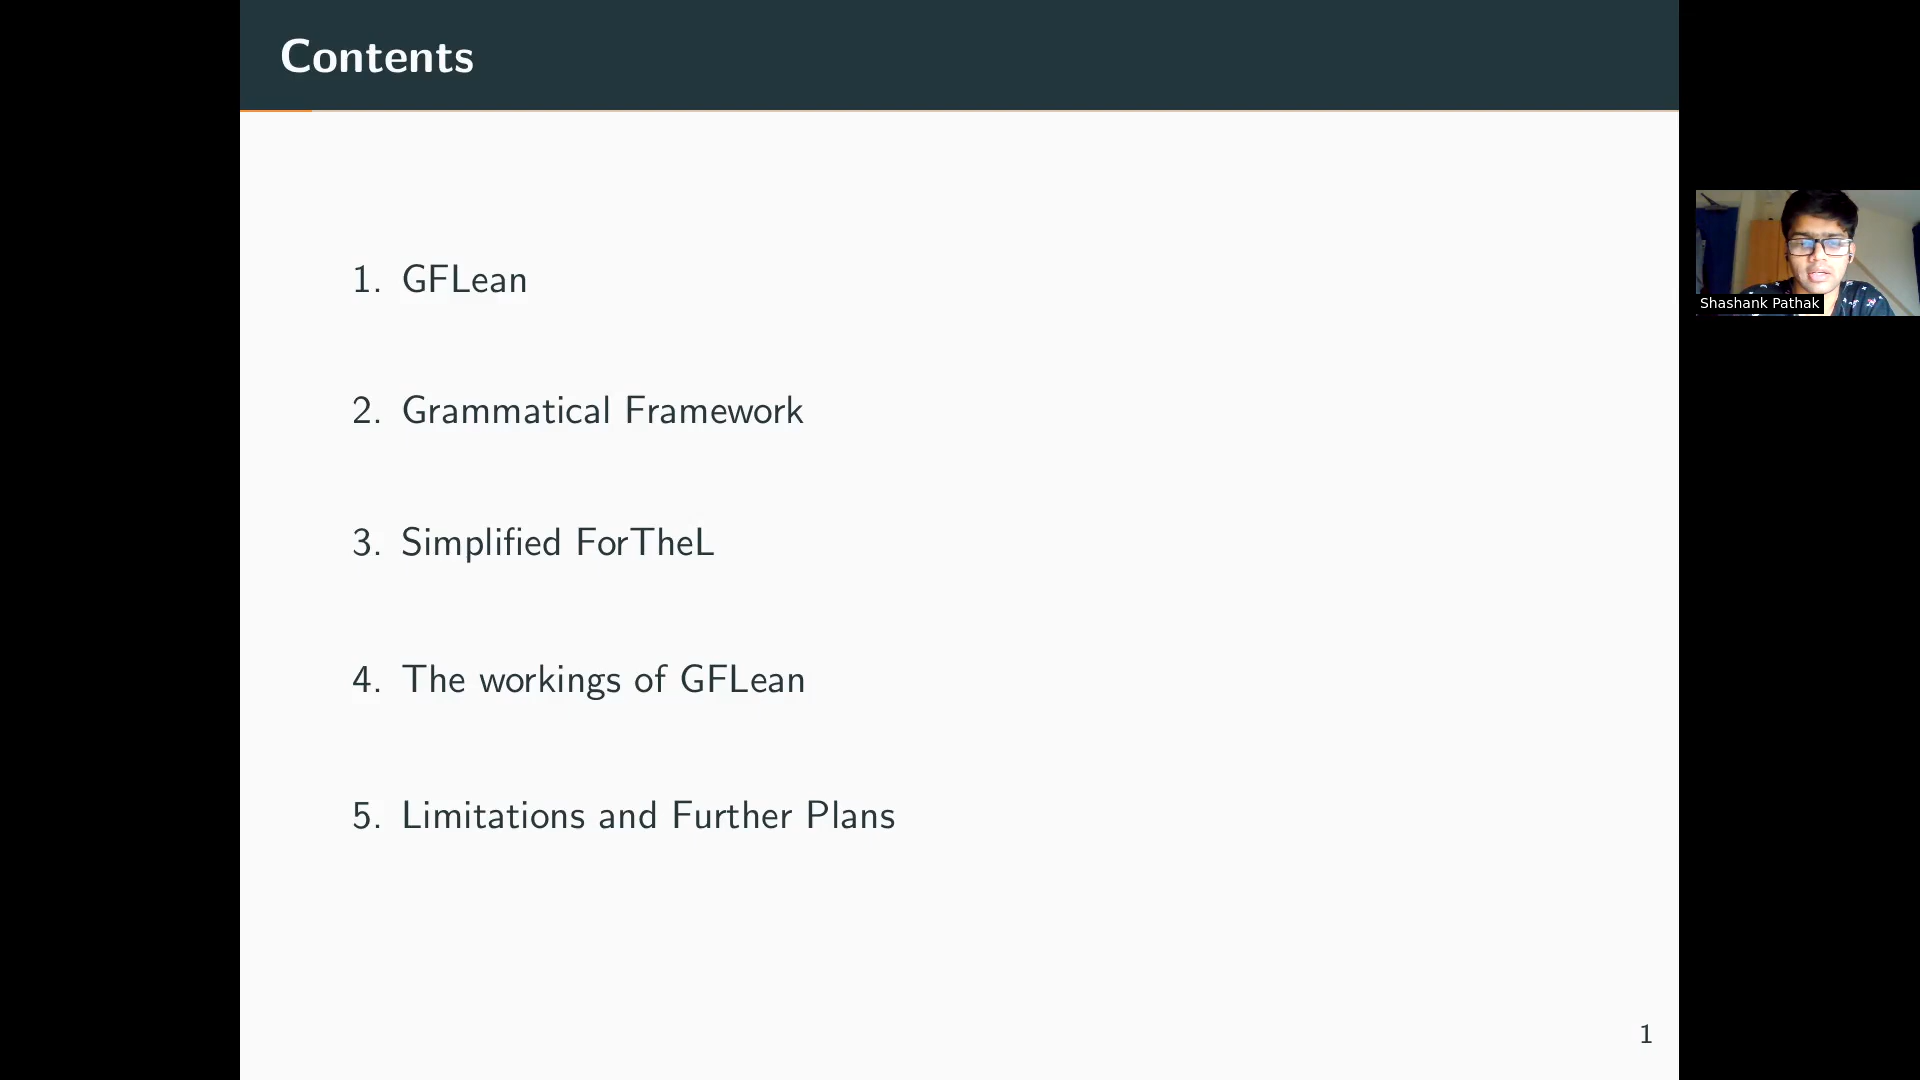 Contents
1. GFLean
2. Grammatical Framework
3. Simplified ForTheL
4. The workings of GFLean
5. Limitations and Further Plans
1
Shashank Pathak